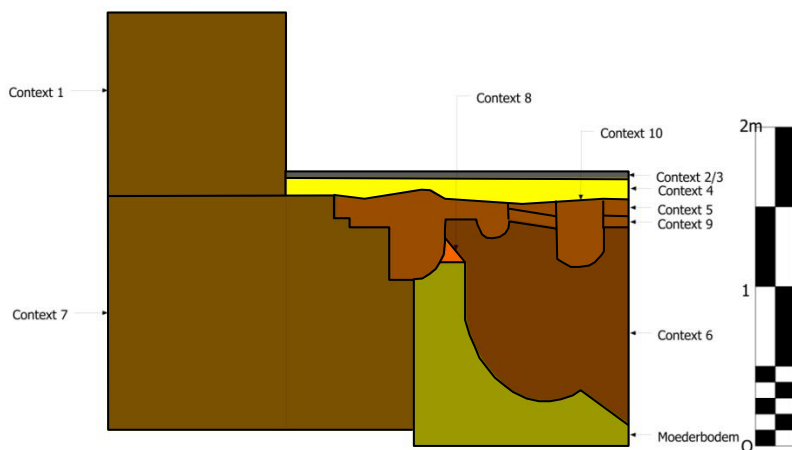 Context 1
Context 8
Context 10
2m
Context 2/3
Context 4
Context 5
Context 9
1
Context 7
Context 6
Moederbodem
0